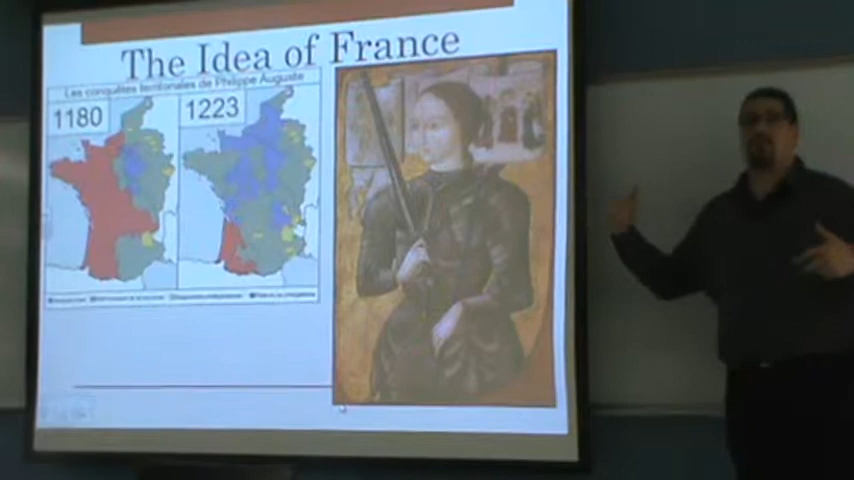 The Idea of France
Les conquêtes territoriales de Philippe Auguste
1180
1223